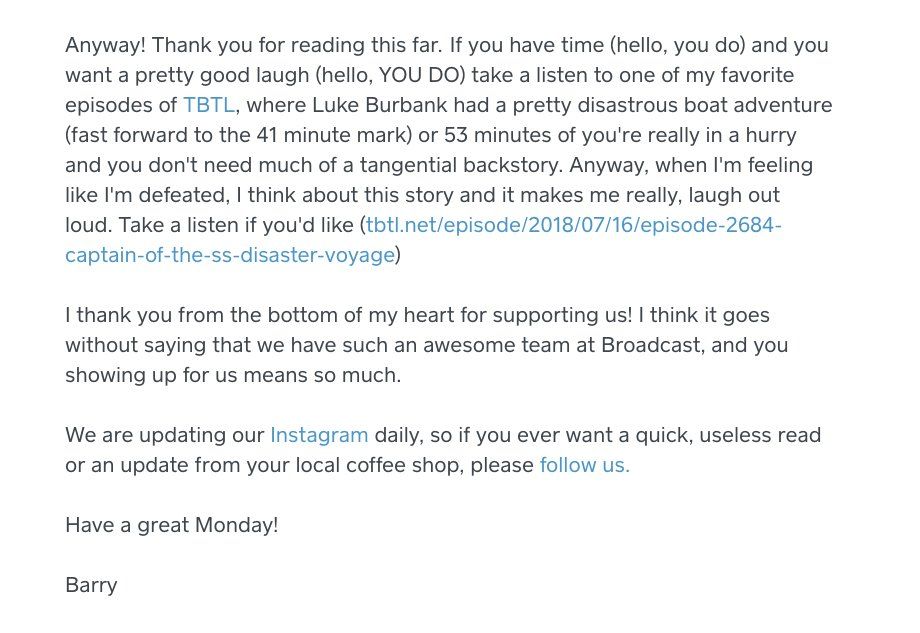 Anyway! Thank you for reading this far. If you have time (hello, you do) and you
want a pretty good laugh (hello, YOU DO) take a listen to one of my favorite
episodes of TBTL, where Luke Burbank had a pretty disastrous boat adventure
(fast forward to the 41 minute mark) or 53 minutes of you're really in a hurry
and you don't need much of a tangential backstory. Anyway, when I'm feeling
like I'm defeated, I think about this story and it makes me really, laugh out
loud. Take a listen if you'd like (tbtl.net/episode/2018/07/16/episode-2684-
captain-of-the-ss-disaster-voyage)
I thank you from the bottom of my heart for supporting us! I think it goes
without saying that we have such an awesome team at Broadcast, and you
showing up for us means so much.
We are updating our Instagram daily, so if you ever want a quick, useless read
or an update from your local coffee shop, please follow us.
Have a great Monday!
Barry